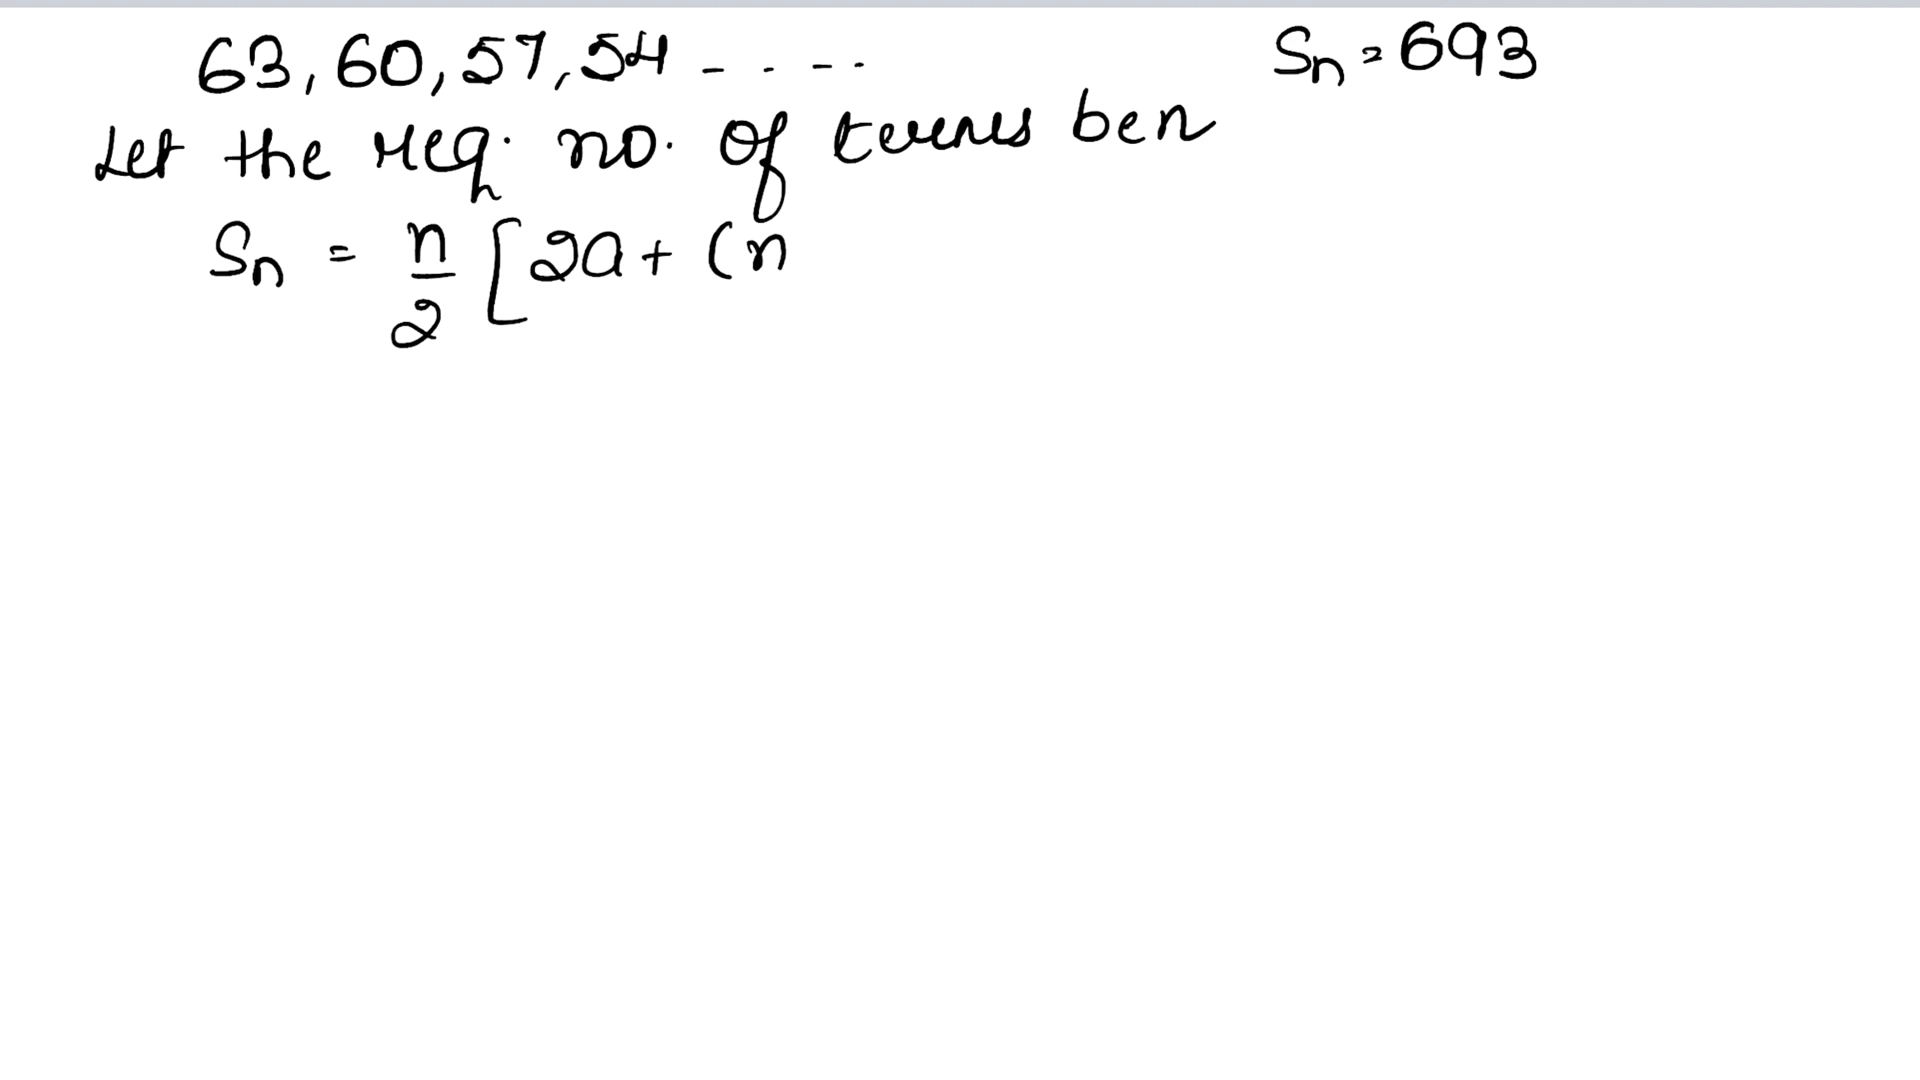 63, 60, 57, 54 - - - -    Sn = 693
Let the req. no. of terms be n
Sn = n/2 [2a + (n